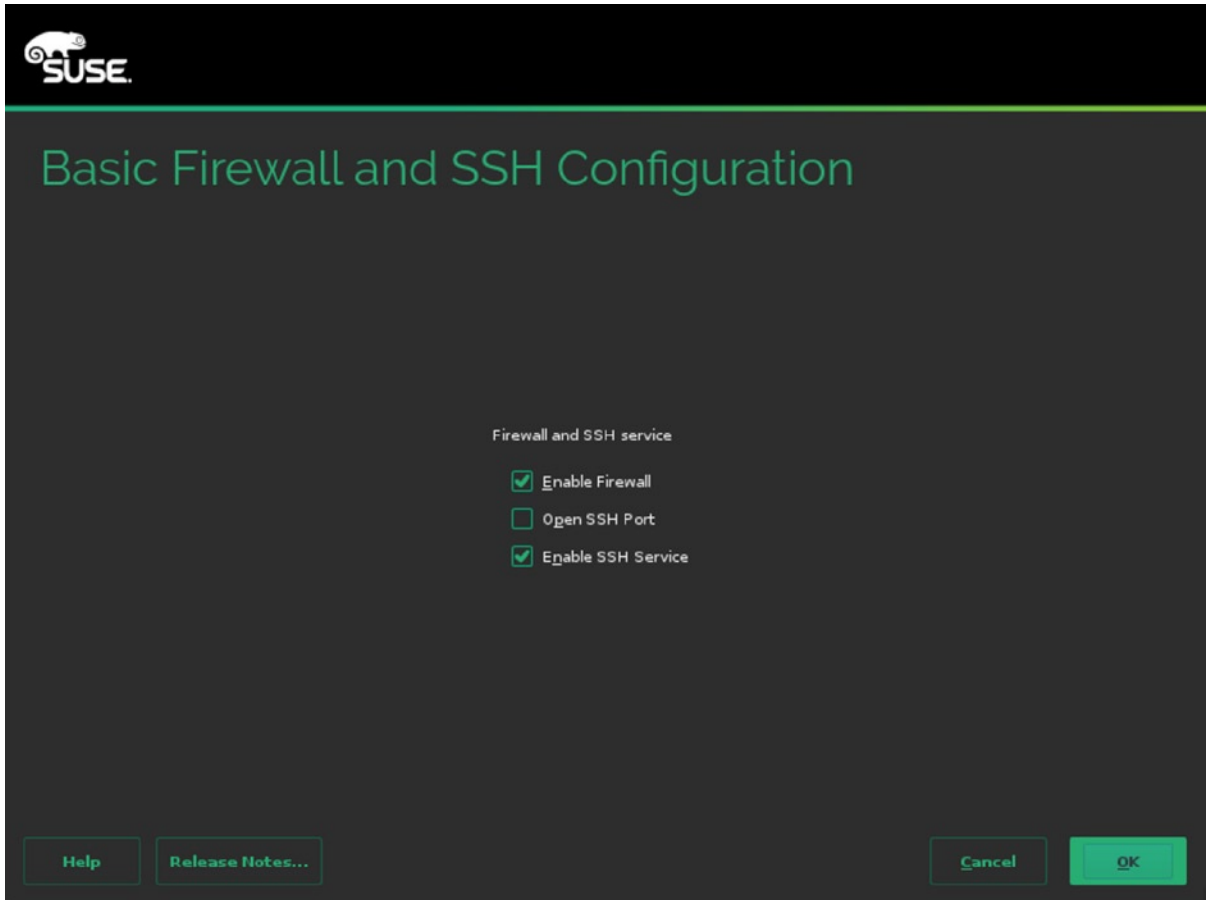 SUSE.
Basic Firewall and SSH Configuration
Firewall and SSH service
Enable Firewall
Open SSH Port
Enable SSH Service
Help Release Notes... Cancel OK